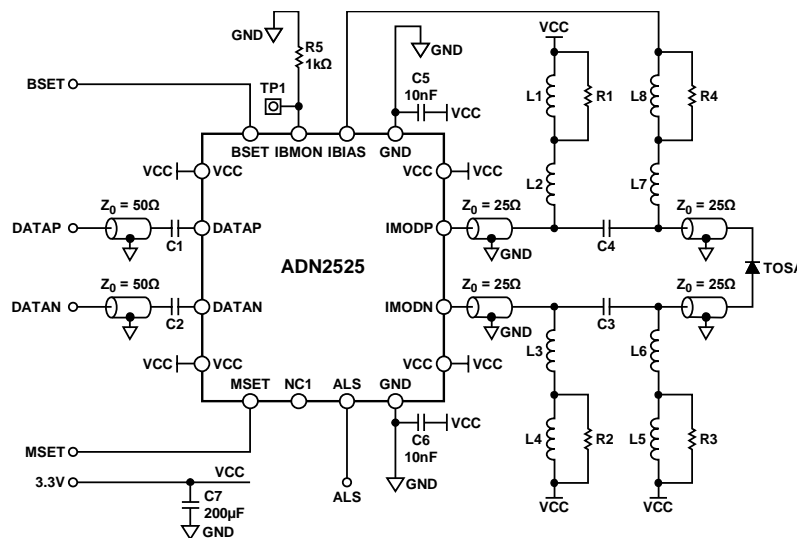 GND
R5
1kΩ
TP1
GND
C5
10nF
VCC
VCC
L1
R1
L8
R4
BSET
BSET
IBMON
IBIAS
GND
VCC
VCC
VCC
VCC
L2
L7
Z0 = 50Ω
Z0 = 25Ω
Z0 = 25Ω
DATAP
C1
DATAP
IMODP
GND
C4
ADN2525
TOSA
Z0 = 50Ω
Z0 = 25Ω
Z0 = 25Ω
DATAN
C2
DATAN
IMODN
GND
C3
L3
L6
VCC
VCC
VCC
VCC
MSET
NC1
ALS
GND
VCC
C6
10nF
L4
R2
L5
R3
MSET
3.3V
VCC
C7
200µF
GND
ALS
GND
VCC
VCC